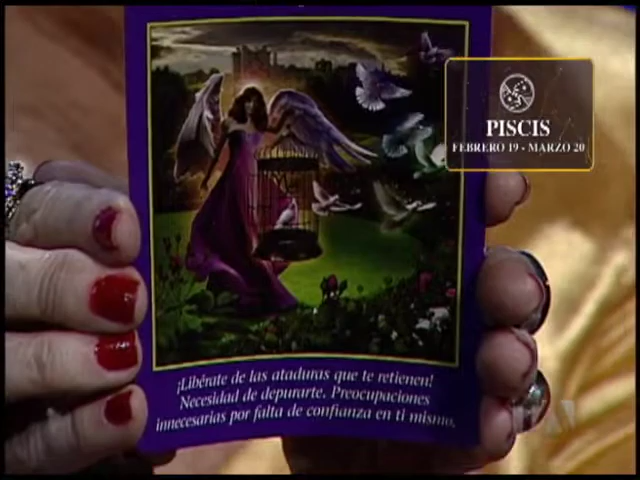 PISCIS
FEBRERO 19 - MARZO 20
¡Libérate de las ataduras que te retienen!
Necesidad de depurarte. Preocupaciones
innecesarias por falta de confianza en ti mismo.